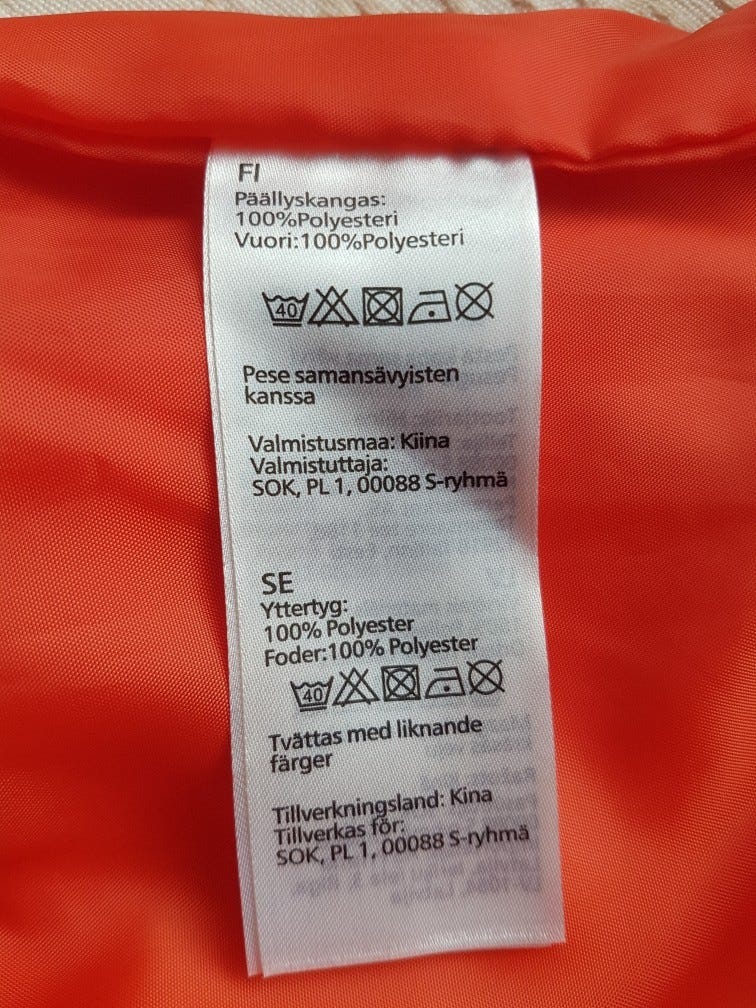 FI
Päällyskangas:
100%Polyesteri
Vuori:100%Polyesteri
40
Pese samansävyisten
kanssa
Valmistusmaa: Kiina
Valmistuttaja:
SOK, PL 1, 00088 S-ryhmä
SE
Yttertyg:
100% Polyester
Foder:100% Polyester
40
Tvättas med liknande
färger
Tillverkningsland: Kina
Tillverkas för:
SOK, PL 1, 00088 S-ryhmä